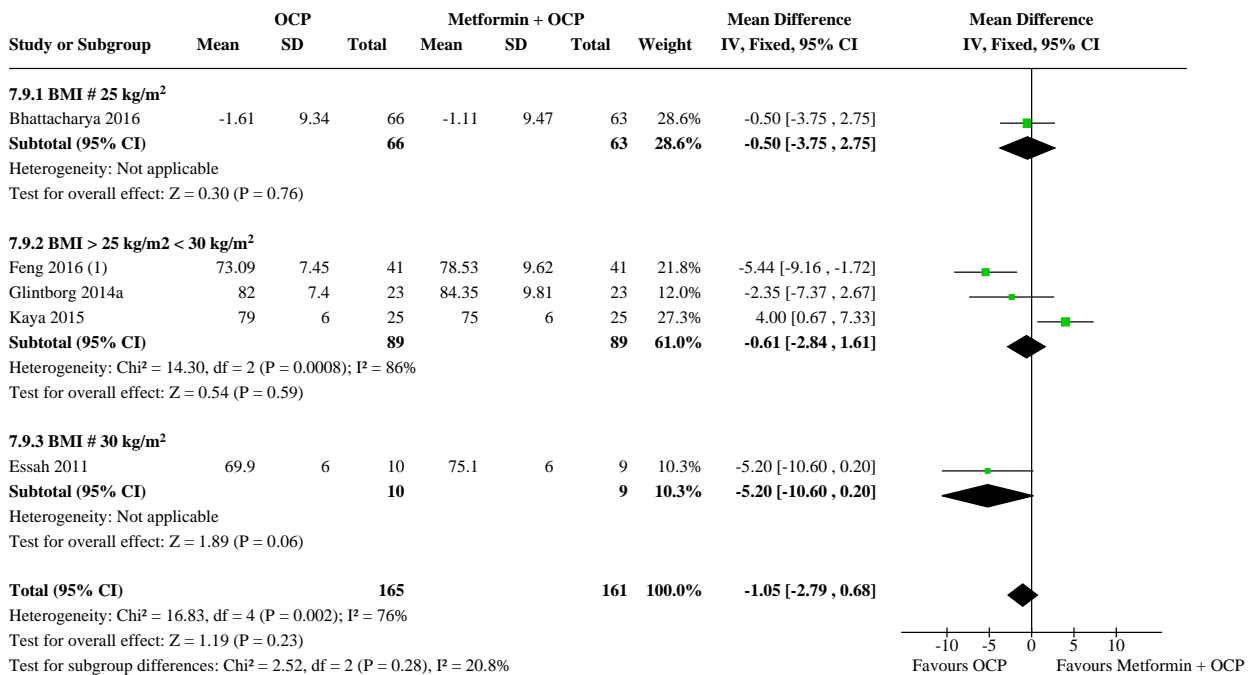 OCP Metformin + OCP Mean Difference Mean Difference
Study or Subgroup Mean SD Total Mean SD Total Weight IV, Fixed, 95% CI IV, Fixed, 95% CI
7.9.1 BMI # 25 kg/m²
Bhattacharya 2016 -1.61 9.34 66 -1.11 9.47 63 28.6% -0.50 [-3.75 , 2.75]
Subtotal (95% CI) 66 63 28.6% -0.50 [-3.75 , 2.75]
Heterogeneity: Not applicable
Test for overall effect: Z = 0.30 (P = 0.76)
7.9.2 BMI > 25 kg/m2 < 30 kg/m²
Feng 2016 (1) 73.09 7.45 41 78.53 9.62 41 21.8% -5.44 [-9.16 , -1.72]
Glintborg 2014a 82 7.4 23 84.35 9.81 23 12.0% -2.35 [-7.37 , 2.67]
Kaya 2015 79 6 25 75 6 25 27.3% 4.00 [0.67 , 7.33]
Subtotal (95% CI) 89 89 61.0% -0.61 [-2.84 , 1.61]
Heterogeneity: Chi² = 14.30, df = 2 (P = 0.0008); I² = 86%
Test for overall effect: Z = 0.54 (P = 0.59)
7.9.3 BMI # 30 kg/m²
Essah 2011 69.9 6 10 75.1 6 9 10.3% -5.20 [-10.60 , 0.20]
Subtotal (95% CI) 10 9 10.3% -5.20 [-10.60 , 0.20]
Heterogeneity: Not applicable
Test for overall effect: Z = 1.89 (P = 0.06)
Total (95% CI) 165 161 100.0% -1.05 [-2.79 , 0.68]
Heterogeneity: Chi² = 16.83, df = 4 (P = 0.002); I² = 76%
Test for overall effect: Z = 1.19 (P = 0.23)
-10 -5 0 5 10
Test for subgroup differences: Chi² = 2.52, df = 2 (P = 0.28), I² = 20.8% Favours OCP Favours Metformin + OCP